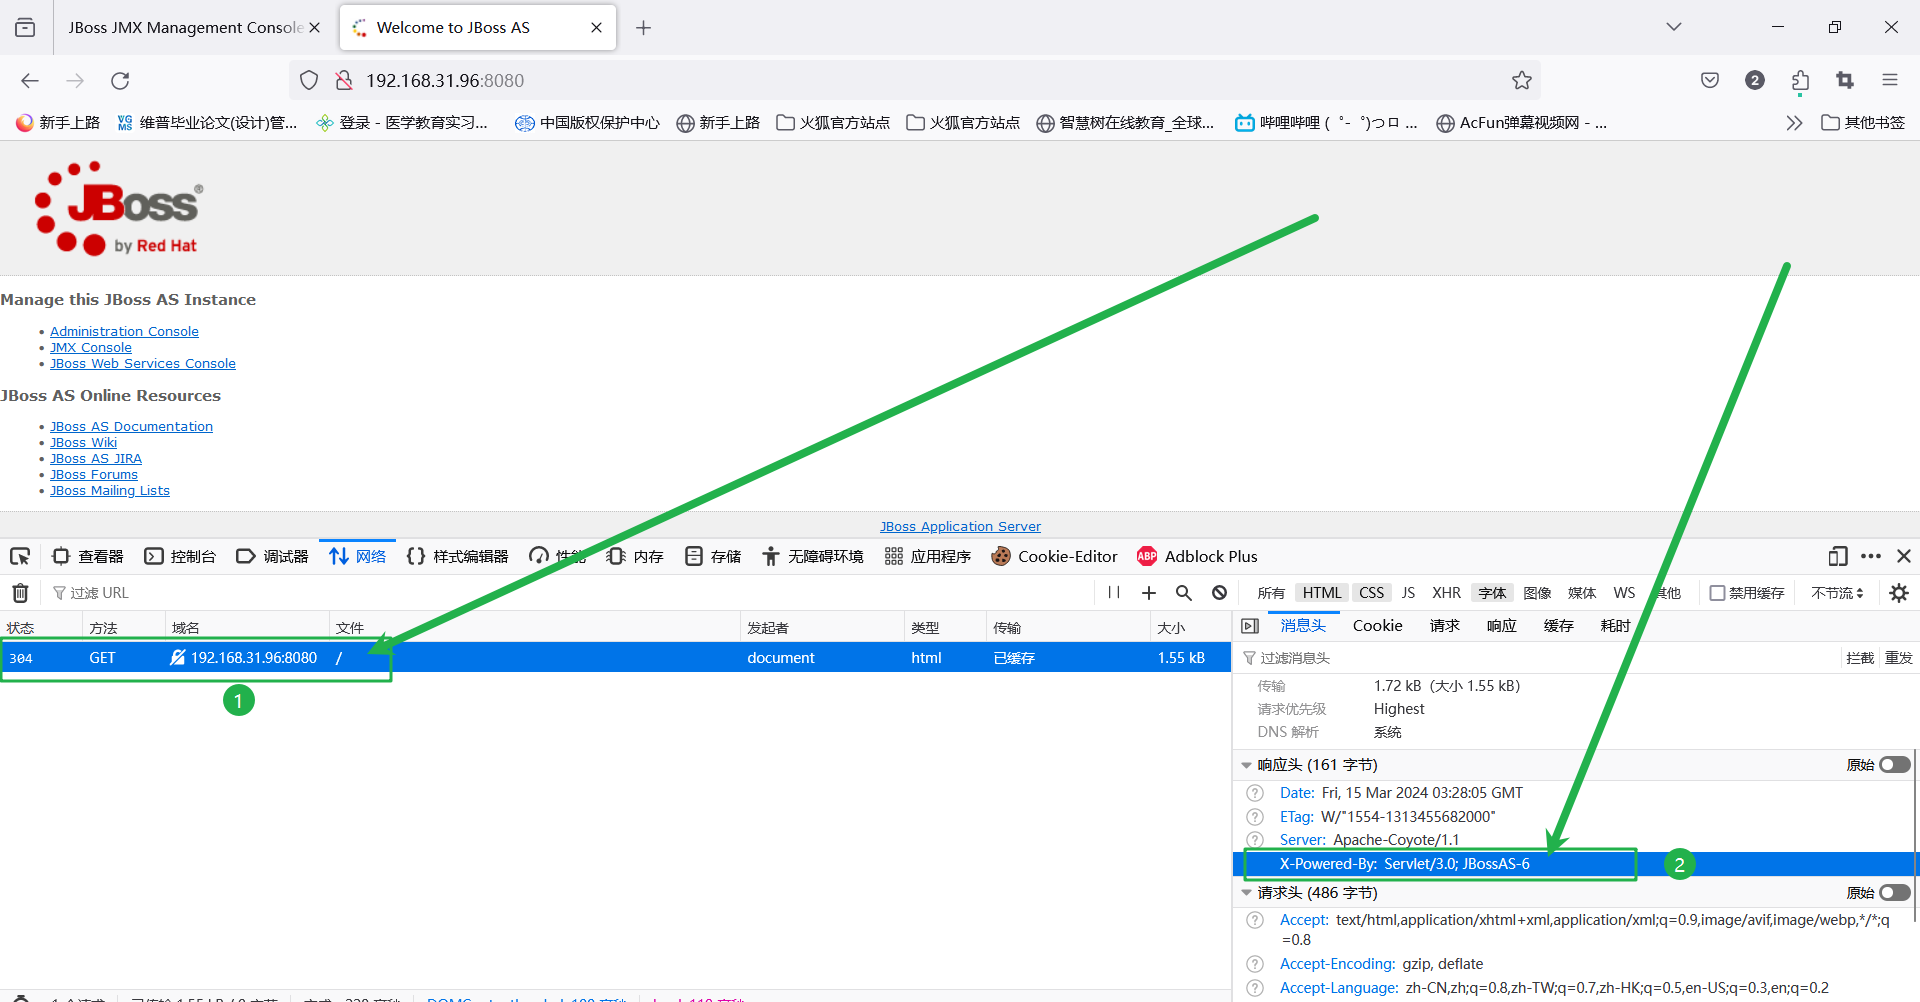 JBoss JMX Management Console
Welcome to JBoss AS
192.168.31.96:8080
2
新手上路
VG MS 维普毕业论文(设计)管...
登录 - 医学教育实习...
中国版权保护中心
新手上路
火狐官方站点
火狐官方站点
智慧树在线教育_全球...
哔哩哔哩 ( ゜- ゜)つロ ...
AcFun弹幕视频网 - ...
其他书签
JBoss®
by Red Hat
Manage this JBoss AS Instance
Administration Console
JMX Console
JBoss Web Services Console
JBoss AS Online Resources
JBoss AS Documentation
JBoss Wiki
JBoss AS JIRA
JBoss Forums
JBoss Mailing Lists
JBoss Application Server
查看器 控制台 调试器 网络 样式编辑器 性能 内存 存储 无障碍环境 应用程序 Cookie-Editor ABP Adblock Plus
过滤 URL
所有 HTML CSS JS XHR 字体 图像 媒体 WS 其他 禁用缓存 不节流
状态 方法 域名 文件 发起者 类型 传输 大小
304 GET 192.168.31.96:8080 / document html 已缓存 1.55 kB
1
消息头 Cookie 请求 响应 缓存 耗时
过滤消息头 拦截 重发
传输 1.72 kB（大小 1.55 kB）
请求优先级 Highest
DNS 解析 系统
响应头 (161 字节) 原始
Date: Fri, 15 Mar 2024 03:28:05 GMT
ETag: W/"1554-1313455682000"
Server: Apache-Coyote/1.1
X-Powered-By: Servlet/3.0; JBossAS-6
2
请求头 (486 字节) 原始
Accept: text/html,application/xhtml+xml,application/xml;q=0.9,image/avif,image/webp,*/*;q
=0.8
Accept-Encoding: gzip, deflate
Accept-Language: zh-CN,zh;q=0.8,zh-TW;q=0.7,zh-HK;q=0.5,en-US;q=0.3,en;q=0.2